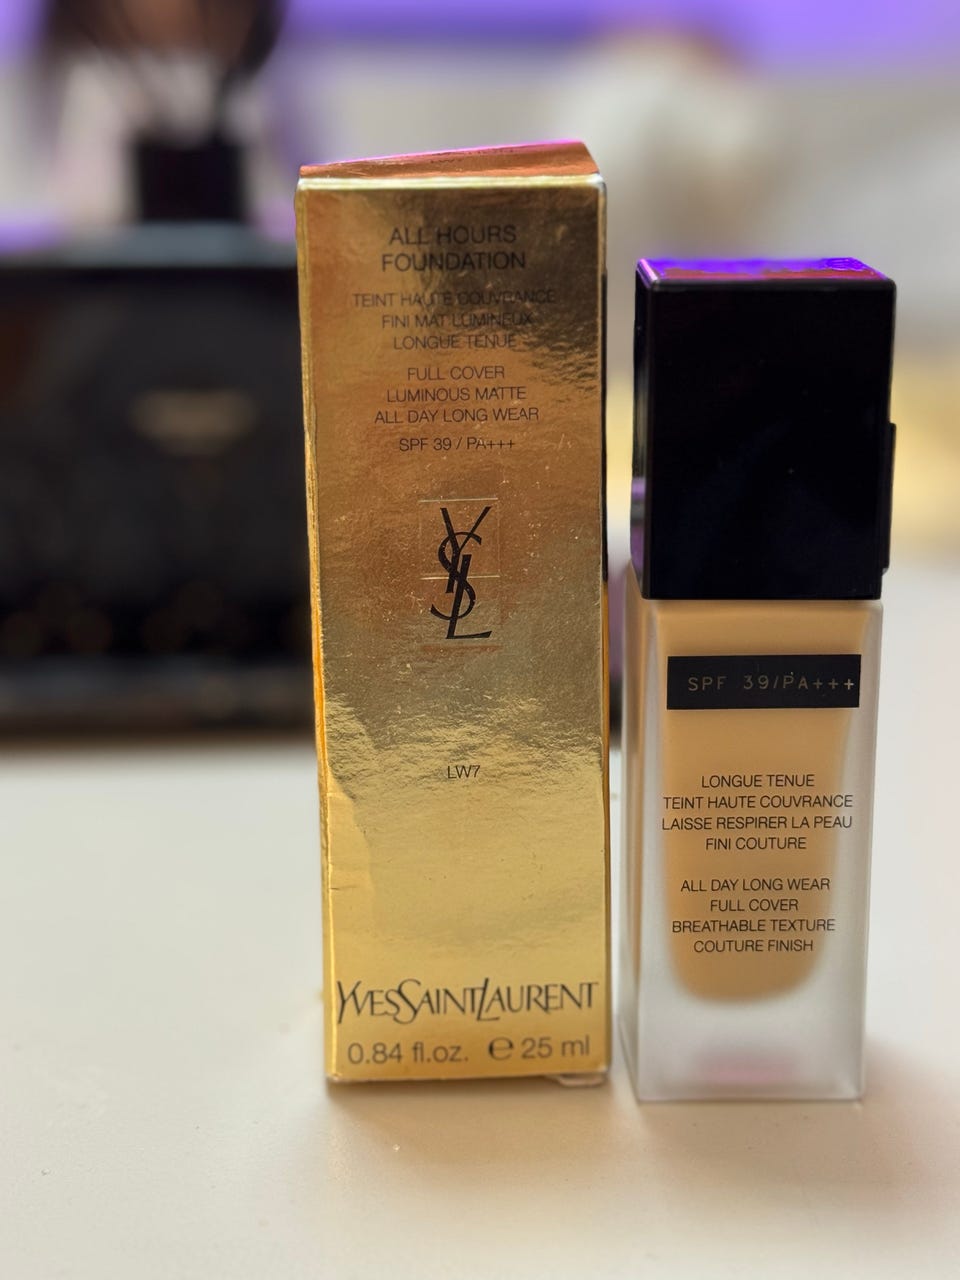 ALL HOURS
FOUNDATION
TEINT HAUTE COUVRANCE
FINI MAT LUMINEUX
LONGUE TENUE
FULL COVER
LUMINOUS MATTE
ALL DAY LONG WEAR
SPF 39 / PA+++
YSL
LW7
YVESSAINTLAURENT
0.84 fl.oz. ℮ 25 ml
SPF 39/PA+++
LONGUE TENUE
TEINT HAUTE COUVRANCE
LAISSE RESPIRER LA PEAU
FINI COUTURE
ALL DAY LONG WEAR
FULL COVER
BREATHABLE TEXTURE
COUTURE FINISH